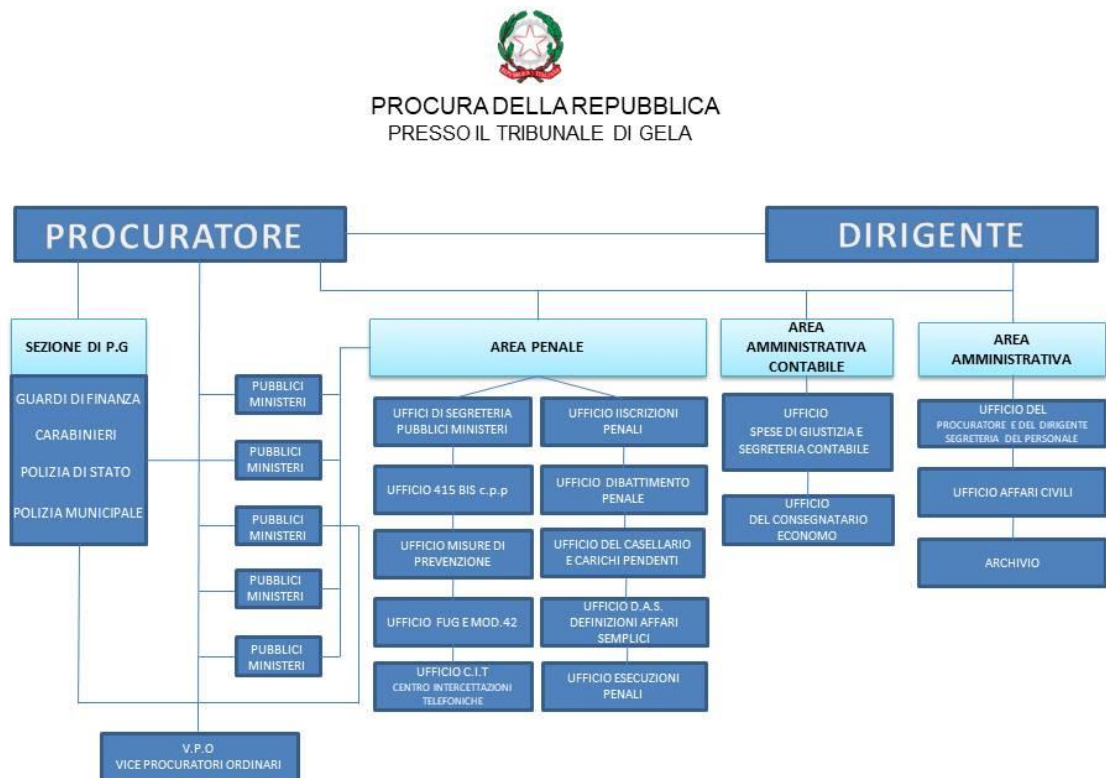 PROCURA DELLA REPUBBLICA
PRESSO IL TRIBUNALE DI GELA
PROCURATORE
DIRIGENTE
SEZIONE DI P.G
GUARDI DI FINANZA
CARABINIERI
POLIZIA DI STATO
POLIZIA MUNICIPALE
PUBBLICI
MINISTERI
PUBBLICI
MINISTERI
PUBBLICI
MINISTERI
PUBBLICI
MINISTERI
PUBBLICI
MINISTERI
V.P.O
VICE PROCURATORI ORDINARI
AREA PENALE
UFFICI DI SEGRETERIA
PUBBLICI MINISTERI
UFFICIO 415 BIS c.p.p
UFFICIO MISURE DI
PREVENZIONE
UFFICIO FUG E MOD.42
UFFICIO C.I.T
CENTRO INTERCETTAZIONI
TELEFONICHE
UFFICIO IISCRIZIONI
PENALI
UFFICIO DIBATTIMENTO
PENALE
UFFICIO DEL CASELLARIO
E CARICHI PENDENTI
UFFICIO D.A.S.
DEFINIZIONI AFFARI
SEMPLICI
UFFICIO ESECUZIONI
PENALI
AREA
AMMINISTRATIVA
CONTABILE
UFFICIO
SPESE DI GIUSTIZIA E
SEGRETERIA CONTABILE
UFFICIO
DEL CONSEGNATARIO
ECONOMO
AREA
AMMINISTRATIVA
UFFICIO DEL
PROCURATORE E DEL DIRIGENTE
SEGRETERIA DEL PERSONALE
UFFICIO AFFARI CIVILI
ARCHIVIO